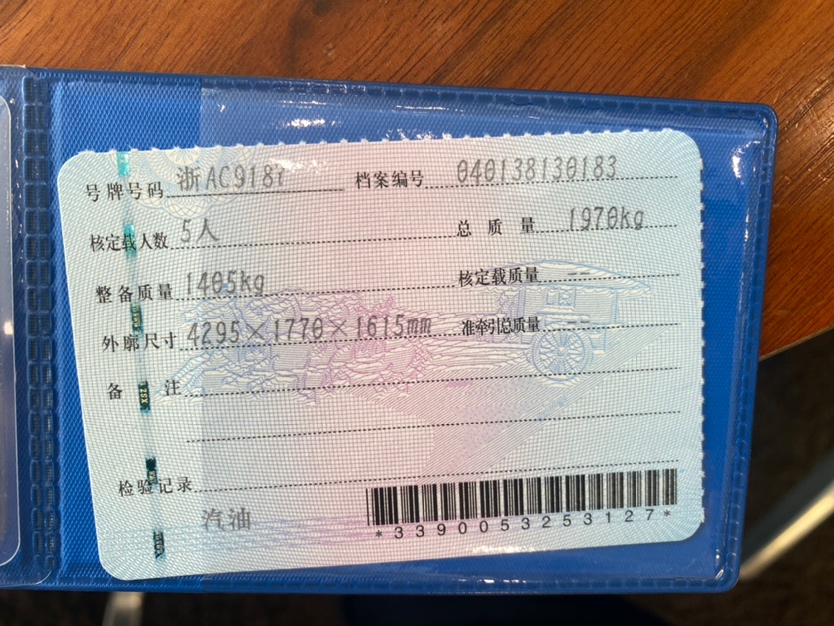 号牌号码 浙AC9187 档案编号 040138130183
核定载人数 5人 总质量 1970kg
整备质量 1405kg 核定载质量 --
外廓尺寸 4295×1770×1615mm 准牵引总质量 --
备注
检验记录
汽油
*3390053253127*